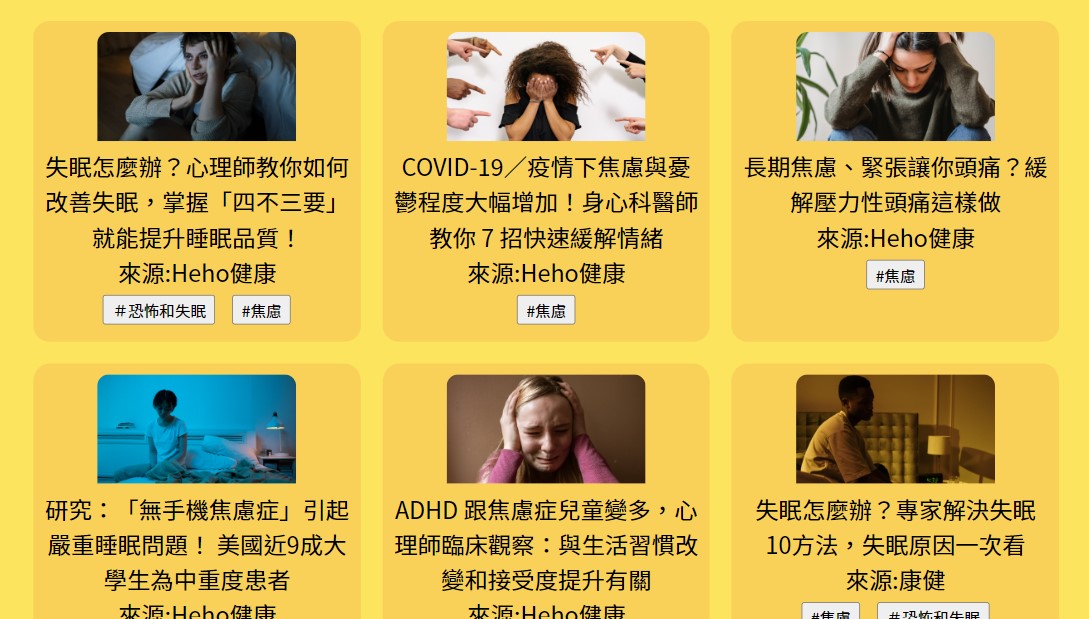 失眠怎麼辦？心理師教你如何
改善失眠，掌握「四不三要」
就能提升睡眠品質！
來源:Heho健康
＃恐怖和失眠
#焦慮
COVID-19／疫情下焦慮與憂
鬱程度大幅增加！身心科醫師
教你 7 招快速緩解情緒
來源:Heho健康
#焦慮
長期焦慮、緊張讓你頭痛？緩
解壓力性頭痛這樣做
來源:Heho健康
#焦慮
研究：「無手機焦慮症」引起
嚴重睡眠問題！ 美國近9成大
學生為中重度患者
來源:Heho健康
ADHD 跟焦慮症兒童變多，心
理師臨床觀察：與生活習慣改
變和接受度提升有關
來源:Heho健康
失眠怎麼辦？專家解決失眠
10方法，失眠原因一次看
來源:康健
#焦慮
＃恐怖和失眠